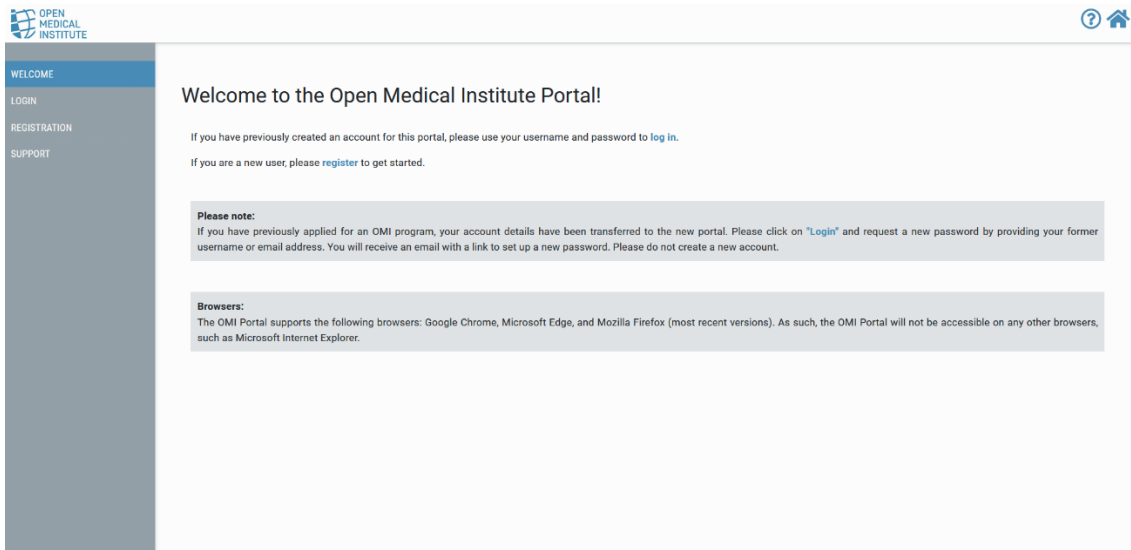 OPEN
MEDICAL
INSTITUTE
WELCOME
LOGIN
REGISTRATION
SUPPORT
Welcome to the Open Medical Institute Portal!
If you have previously created an account for this portal, please use your username and password to log in.
If you are a new user, please register to get started.
Please note:
If you have previously applied for an OMI program, your account details have been transferred to the new portal. Please click on "Login" and request a new password by providing your former
username or email address. You will receive an email with a link to set up a new password. Please do not create a new account.
Browsers:
The OMI Portal supports the following browsers: Google Chrome, Microsoft Edge, and Mozilla Firefox (most recent versions). As such, the OMI Portal will not be accessible on any other browsers,
such as Microsoft Internet Explorer.